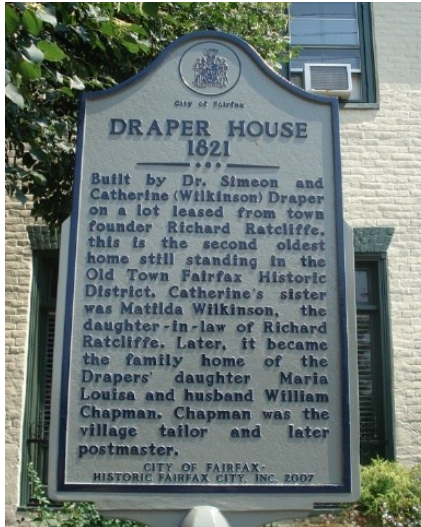 City of Fairfax
DRAPER HOUSE
1821
Built by Dr. Simeon and
Catherine (Wilkinson) Draper
on a lot leased from town
founder Richard Ratcliffe,
this is the second oldest
home still standing in the
Old Town Fairfax Historic
District. Catherine's sister
was Matilda Wilkinson, the
daughter-in-law of Richard
Ratcliffe. Later, it became
the family home of the
Drapers' daughter Maria
Louisa and husband William
Chapman. Chapman was the
village tailor and later
postmaster.
CITY OF FAIRFAX-
HISTORIC FAIRFAX CITY, INC. 2007